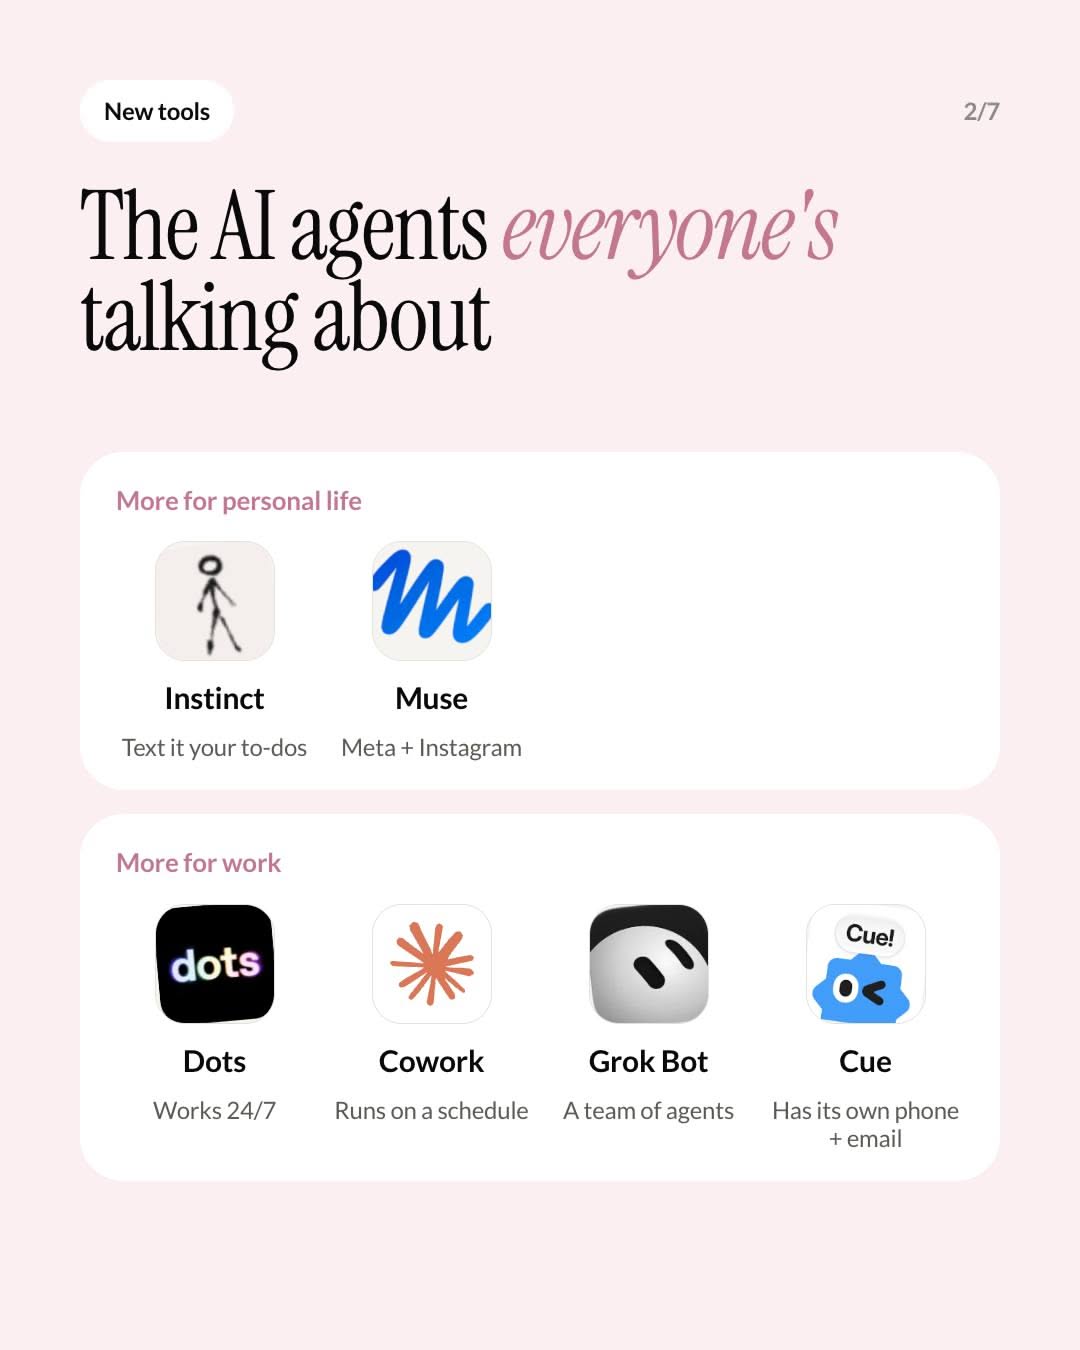 New tools
2/7
The AI agents everyone's
talking about
More for personal life
Instinct
Muse
Text it your to-dos
Meta + Instagram
More for work
dots
Cue!
Dots
Cowork
Grok Bot
Cue
Works 24/7
Runs on a schedule
A team of agents
Has its own phone
+ email